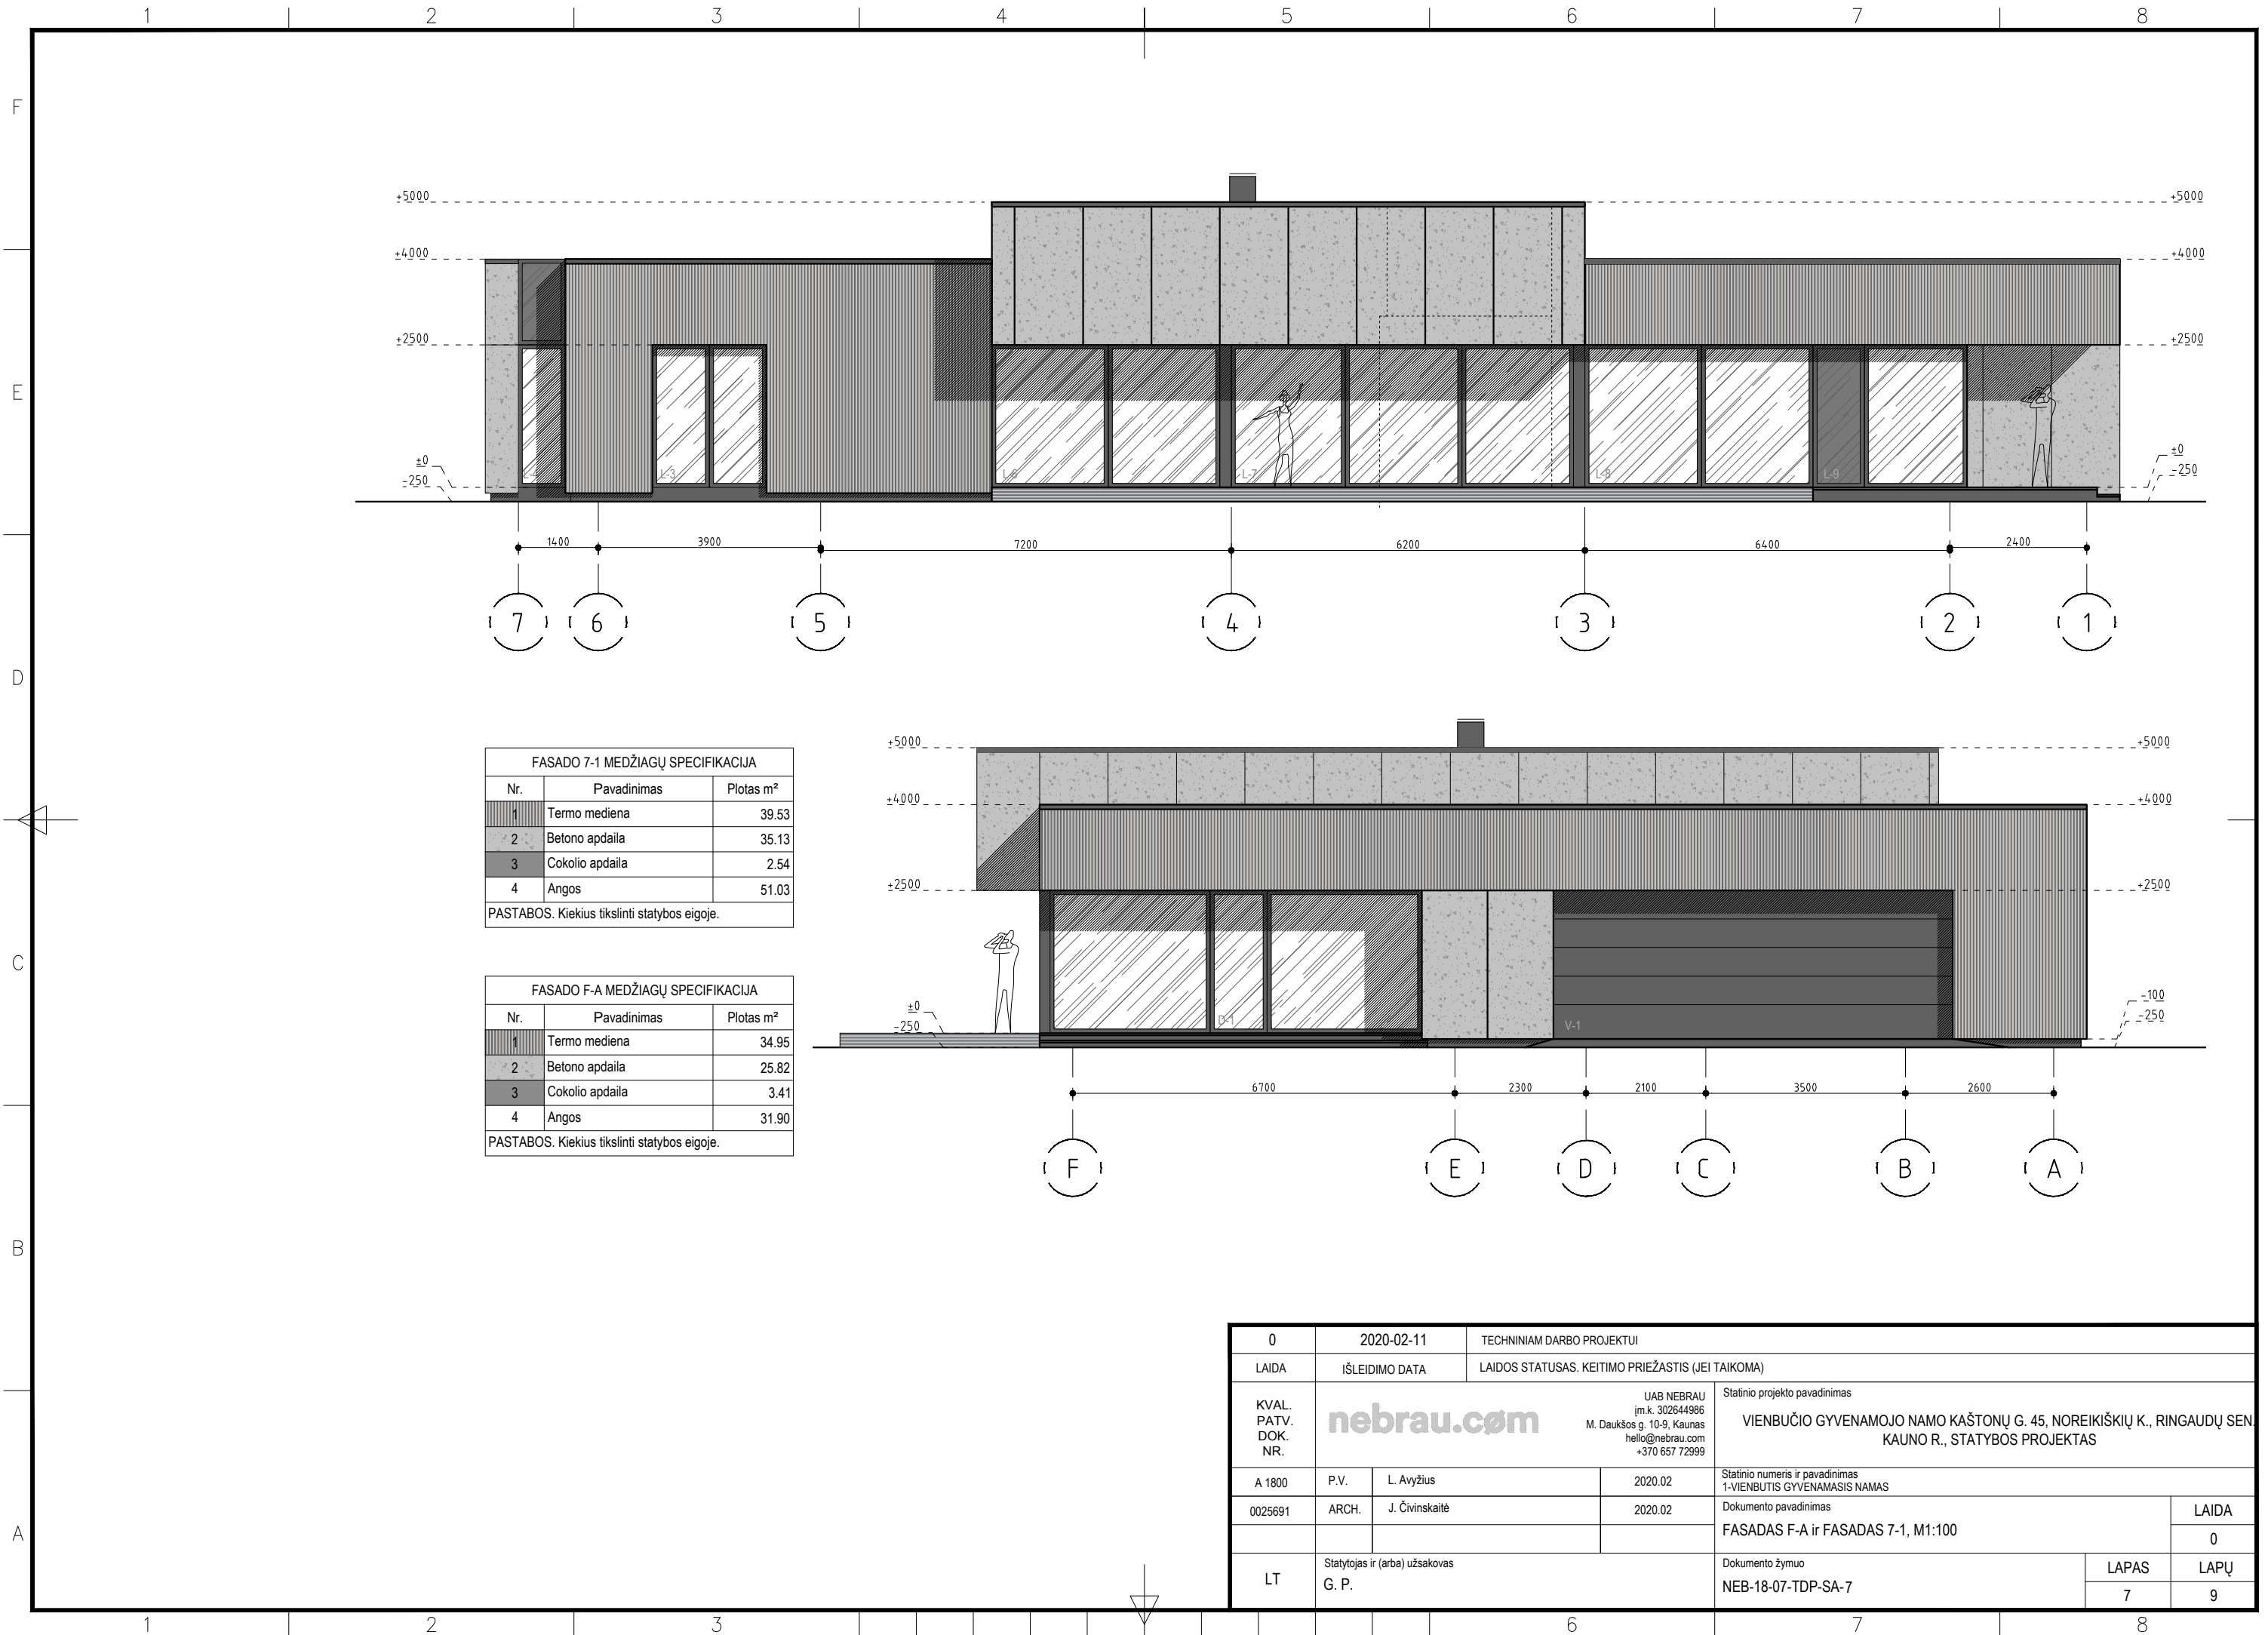 1 2 3 4 5 6 7 8
F
E
D
C
B
A
+5000 +5000
+4000 +4000
+2500 +2500
±0 ±0
-250 -250
L-3 L-6 L-7 L-8 L-9
1400 3900 7200 6200 6400 2400
7 6 5 4 3 2 1
FASADO 7-1 MEDŽIAGŲ SPECIFIKACIJA
Nr. Pavadinimas Plotas m²
1 Termo mediena 39.53
2 Betono apdaila 35.13
3 Cokolio apdaila 2.54
4 Angos 51.03
PASTABOS. Kiekius tikslinti statybos eigoje.
FASADO F-A MEDŽIAGŲ SPECIFIKACIJA
Nr. Pavadinimas Plotas m²
1 Termo mediena 34.95
2 Betono apdaila 25.82
3 Cokolio apdaila 3.41
4 Angos 31.90
PASTABOS. Kiekius tikslinti statybos eigoje.
+5000 +5000
+4000 +4000
+2500 +2500
±0 -100
-250 -250
D-1 V-1
6700 2300 2100 3500 2600
F E D C B A
0 2020-02-11 TECHNINIAM DARBO PROJEKTUI
LAIDA IŠLEIDIMO DATA LAIDOS STATUSAS. KEITIMO PRIEŽASTIS (JEI TAIKOMA)
KVAL.
PATV.
DOK.
NR.
nebrau.cøm
UAB NEBRAU
įm.k. 302644986
M. Daukšos g. 10-9, Kaunas
hello@nebrau.com
+370 657 72999
Statinio projekto pavadinimas
VIENBUČIO GYVENAMOJO NAMO KAŠTONŲ G. 45, NOREIKIŠKIŲ K., RINGAUDŲ SEN.
KAUNO R., STATYBOS PROJEKTAS
A 1800 P.V. L. Avyžius 2020.02
Statinio numeris ir pavadinimas
1-VIENBUTIS GYVENAMASIS NAMAS
0025691 ARCH. J. Čivinskaitė 2020.02
Dokumento pavadinimas
FASADAS F-A ir FASADAS 7-1, M1:100
LAIDA
0
LT
Statytojas ir (arba) užsakovas
G. P.
Dokumento žymuo
NEB-18-07-TDP-SA-7
LAPAS LAPŲ
7 9
1 2 3 6 7 8